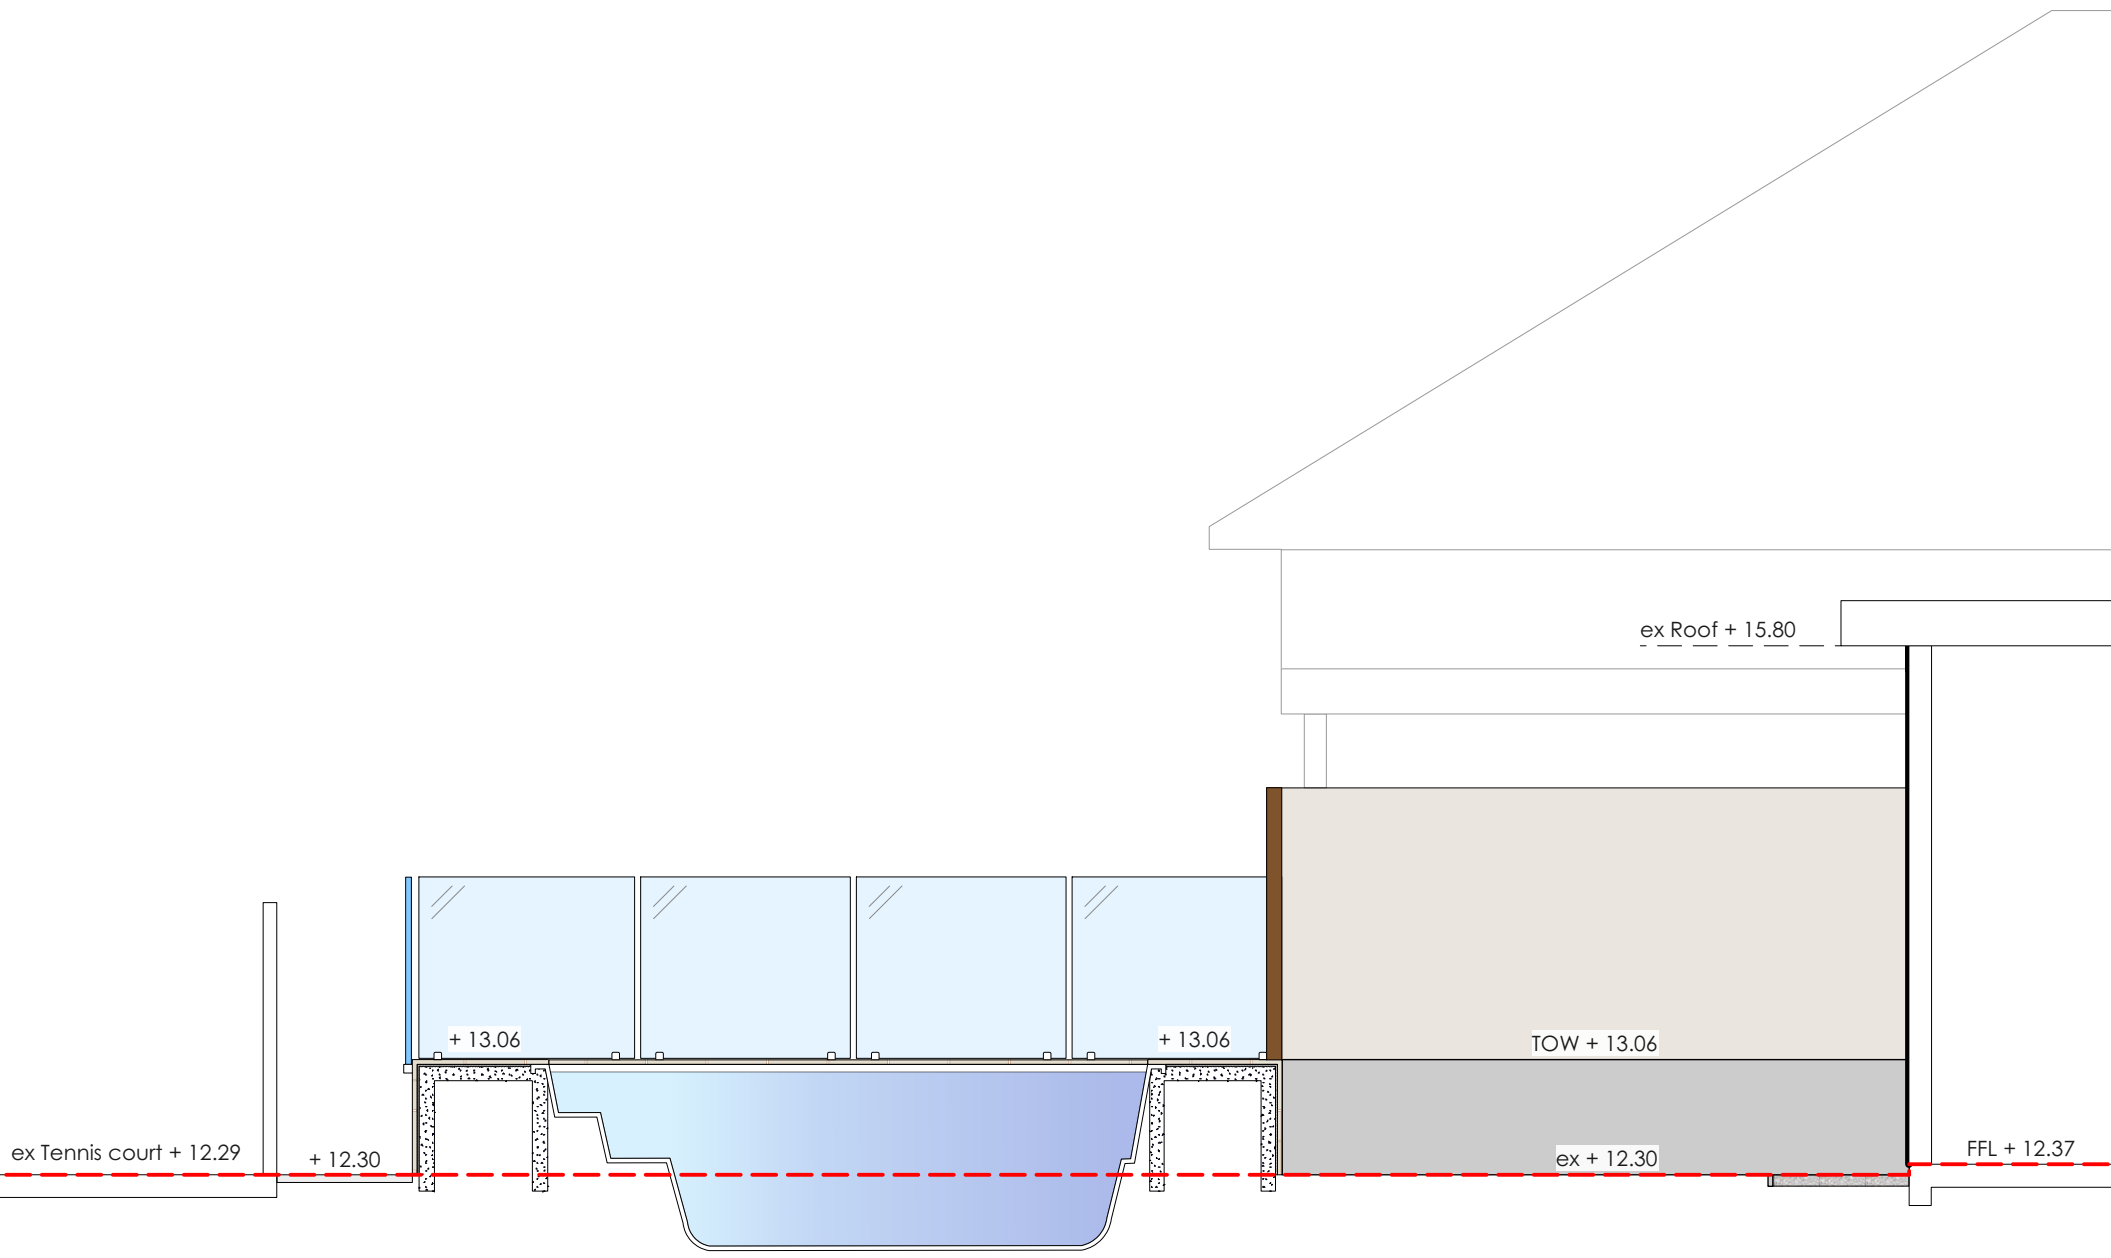 ex Roof + 15.80
+ 13.06
+ 13.06
TOW + 13.06
ex Tennis court + 12.29
+ 12.30
ex + 12.30
FFL + 12.37